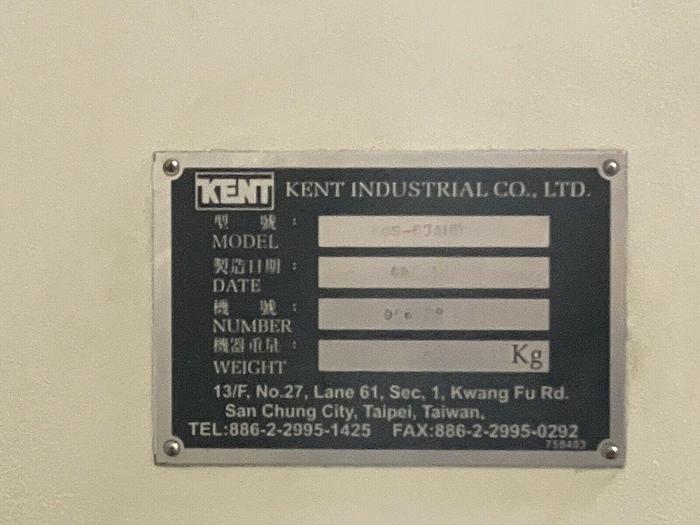 KENT KENT INDUSTRIAL CO., LTD.
型 號 :
MODEL
製造日期 :
DATE
機 號 :
NUMBER
機器重量 :
WEIGHT Kg
13/F, No.27, Lane 61, Sec, 1, Kwang Fu Rd.
San Chung City, Taipei, Taiwan,
TEL:886-2-2995-1425 FAX:886-2-2995-0292